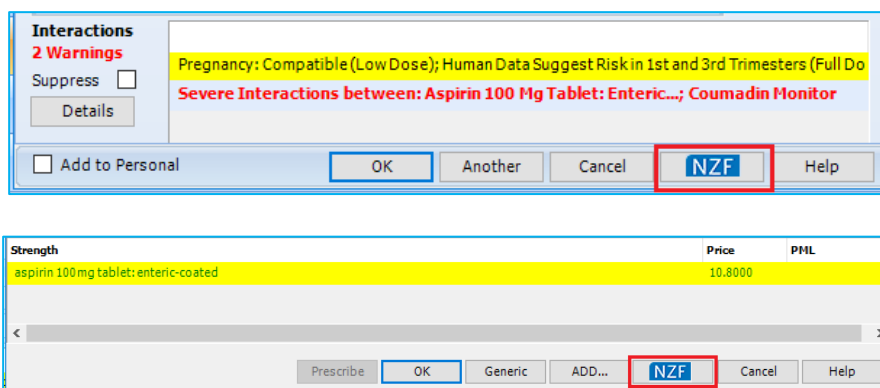 Interactions
2 Warnings
Pregnancy: Compatible (Low Dose); Human Data Suggest Risk in 1st and 3rd Trimesters (Full Do
Suppress
Severe Interactions between: Aspirin 100 Mg Tablet: Enteric...; Coumadin Monitor
Details
Add to Personal OK Another Cancel NZF Help
Strength Price PML
aspirin 100 mg tablet: enteric-coated 10.8000
Prescribe OK Generic ADD... NZF Cancel Help